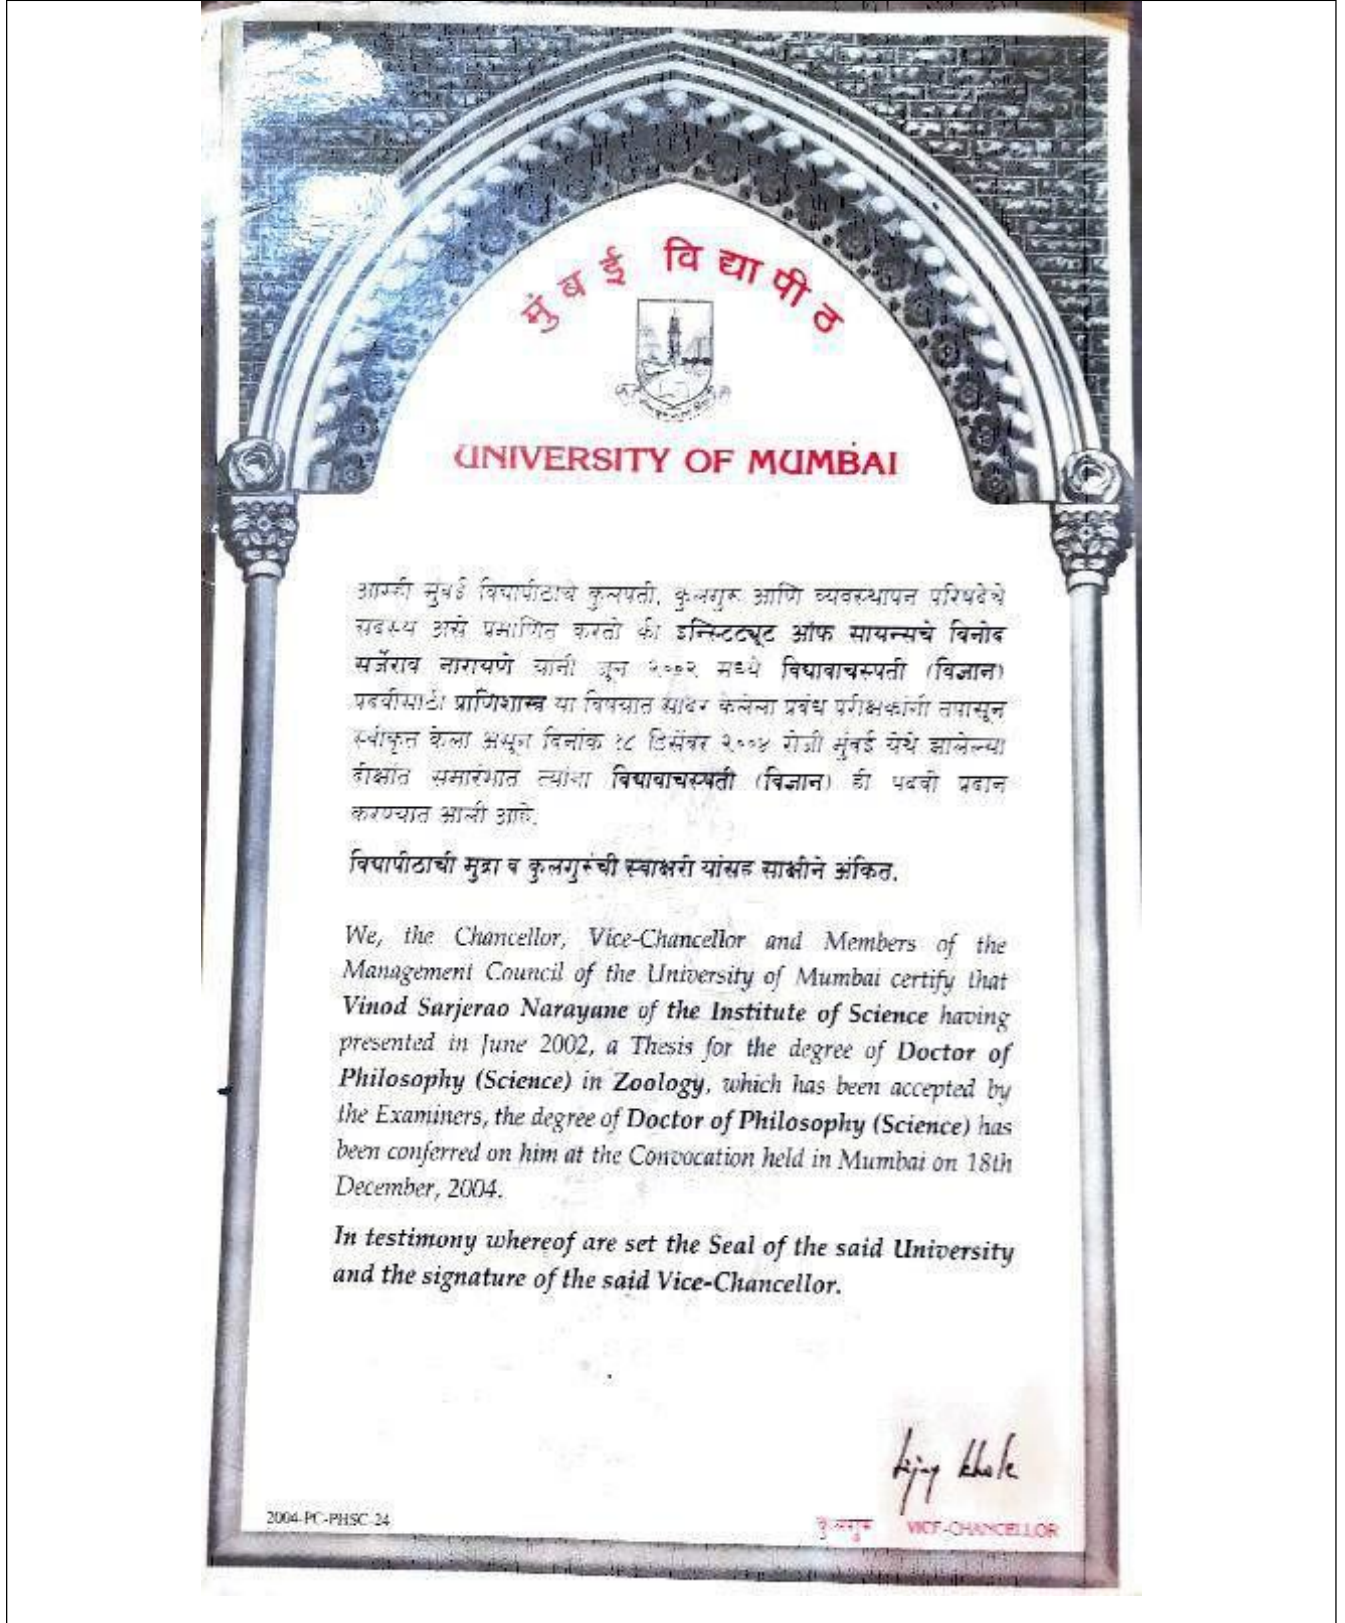 मुंबई विद्यापीठ
UNIVERSITY OF MUMBAI
आम्ही मुंबई विद्यापीठाचे कुलपती, कुलगुरू आणि व्यवस्थापन परिषदेचे
सदस्य असे प्रमाणित करतो की इन्स्टिट्यूट ऑफ सायन्सचे विनोद
सर्जेराव नारायणे यांनी जून २००२ मध्ये विद्यावाचस्पती (विज्ञान)
पदवीसाठी प्राणिशास्त्र या विषयात सादर केलेला प्रबंध परीक्षकांनी तपासून
स्वीकृत केला असून दिनांक १८ डिसेंबर २००४ रोजी मुंबई येथे झालेल्या
दीक्षांत समारंभात त्यांना विद्यावाचस्पती (विज्ञान) ही पदवी प्रदान
करण्यात आली आहे.
विद्यापीठाची मुद्रा व कुलगुरूंची स्वाक्षरी यांसह साक्षीने अंकित.
We, the Chancellor, Vice-Chancellor and Members of the
Management Council of the University of Mumbai certify that
Vinod Sarjerao Narayane of the Institute of Science having
presented in June 2002, a Thesis for the degree of Doctor of
Philosophy (Science) in Zoology, which has been accepted by
the Examiners, the degree of Doctor of Philosophy (Science) has
been conferred on him at the Convocation held in Mumbai on 18th
December, 2004.
In testimony whereof are set the Seal of the said University
and the signature of the said Vice-Chancellor.
2004-PC-PHSC-24
कुलगुरू VICE-CHANCELLOR